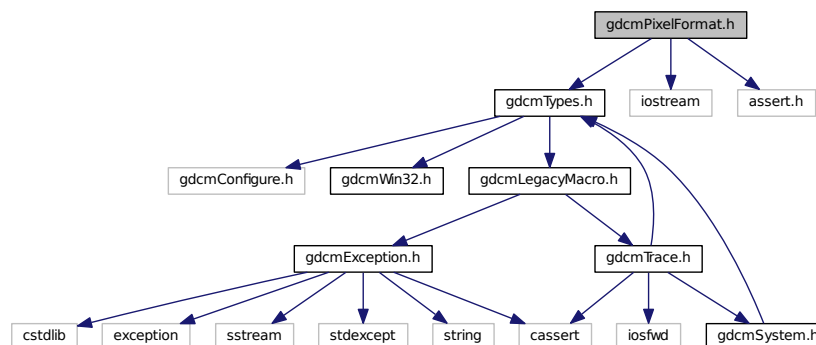 gdcmPixelFormat.h
gdcmTypes.h
iostream
assert.h
gdcmConfigure.h
gdcmWin32.h
gdcmLegacyMacro.h
gdcmException.h
gdcmTrace.h
cstdlib
exception
sstream
stdexcept
string
cassert
iosfwd
gdcmSystem.h